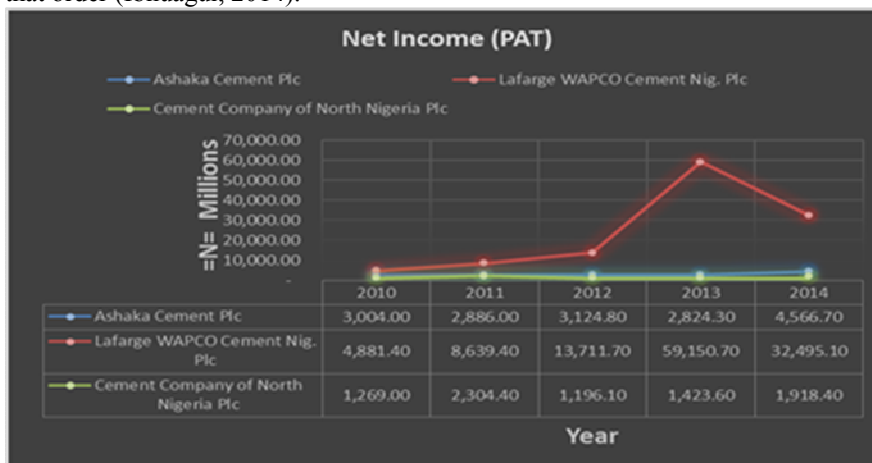 Net Income (PAT)
Ashaka Cement Plc
Lafarge WAPCO Cement Nig. Plc
Cement Company of North Nigeria Plc
=N= Millions
70,000.00
60,000.00
50,000.00
40,000.00
30,000.00
20,000.00
10,000.00
-
2010 2011 2012 2013 2014
Ashaka Cement Plc 3,004.00 2,886.00 3,124.80 2,824.30 4,566.70
Lafarge WAPCO Cement Nig.
Plc 4,881.40 8,639.40 13,711.70 59,150.70 32,495.10
Cement Company of North
Nigeria Plc 1,269.00 2,304.40 1,196.10 1,423.60 1,918.40
Year